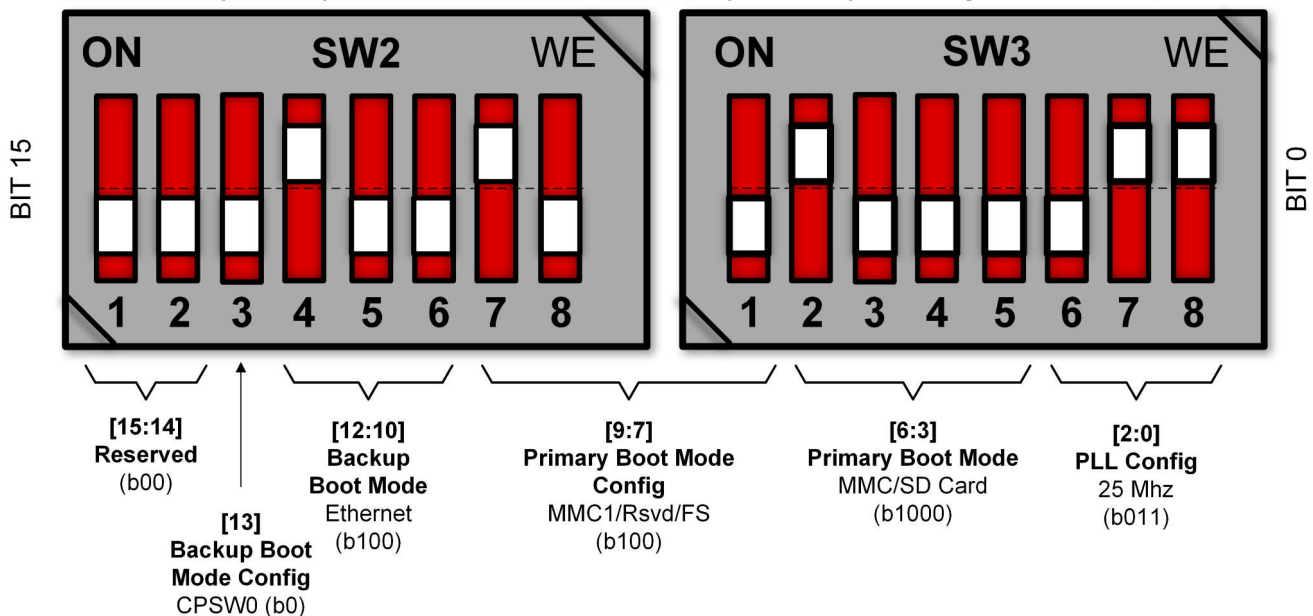 ON SW2 WE
ON SW3 WE
BIT 15
BIT 0
1 2 3 4 5 6 7 8
1 2 3 4 5 6 7 8
[15:14]
Reserved
(b00)
[13]
Backup Boot
Mode Config
CPSW0 (b0)
[12:10]
Backup
Boot Mode
Ethernet
(b100)
[9:7]
Primary Boot Mode
Config
MMC1/Rsvd/FS
(b100)
[6:3]
Primary Boot Mode
MMC/SD Card
(b1000)
[2:0]
PLL Config
25 Mhz
(b011)